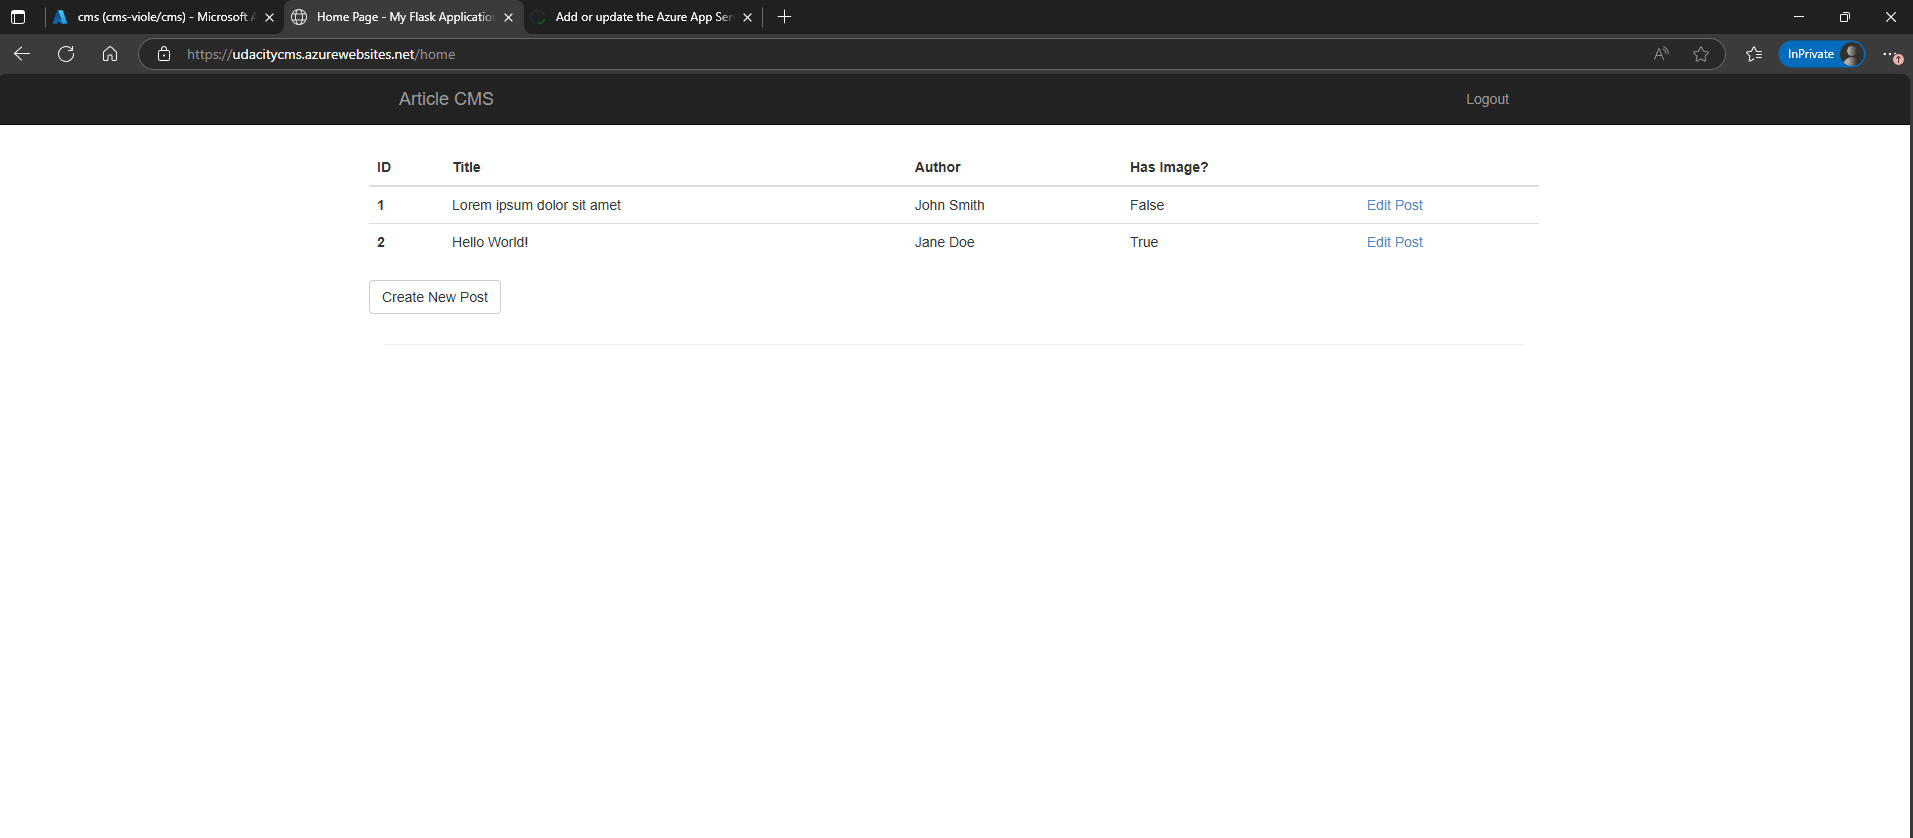 cms (cms-viole/cms) - Microsoft A
Home Page - My Flask Application
Add or update the Azure App Ser
https://udacitycms.azurewebsites.net/home
InPrivate
Article CMS
Logout
ID Title Author Has Image?
1 Lorem ipsum dolor sit amet John Smith False Edit Post
2 Hello World! Jane Doe True Edit Post
Create New Post